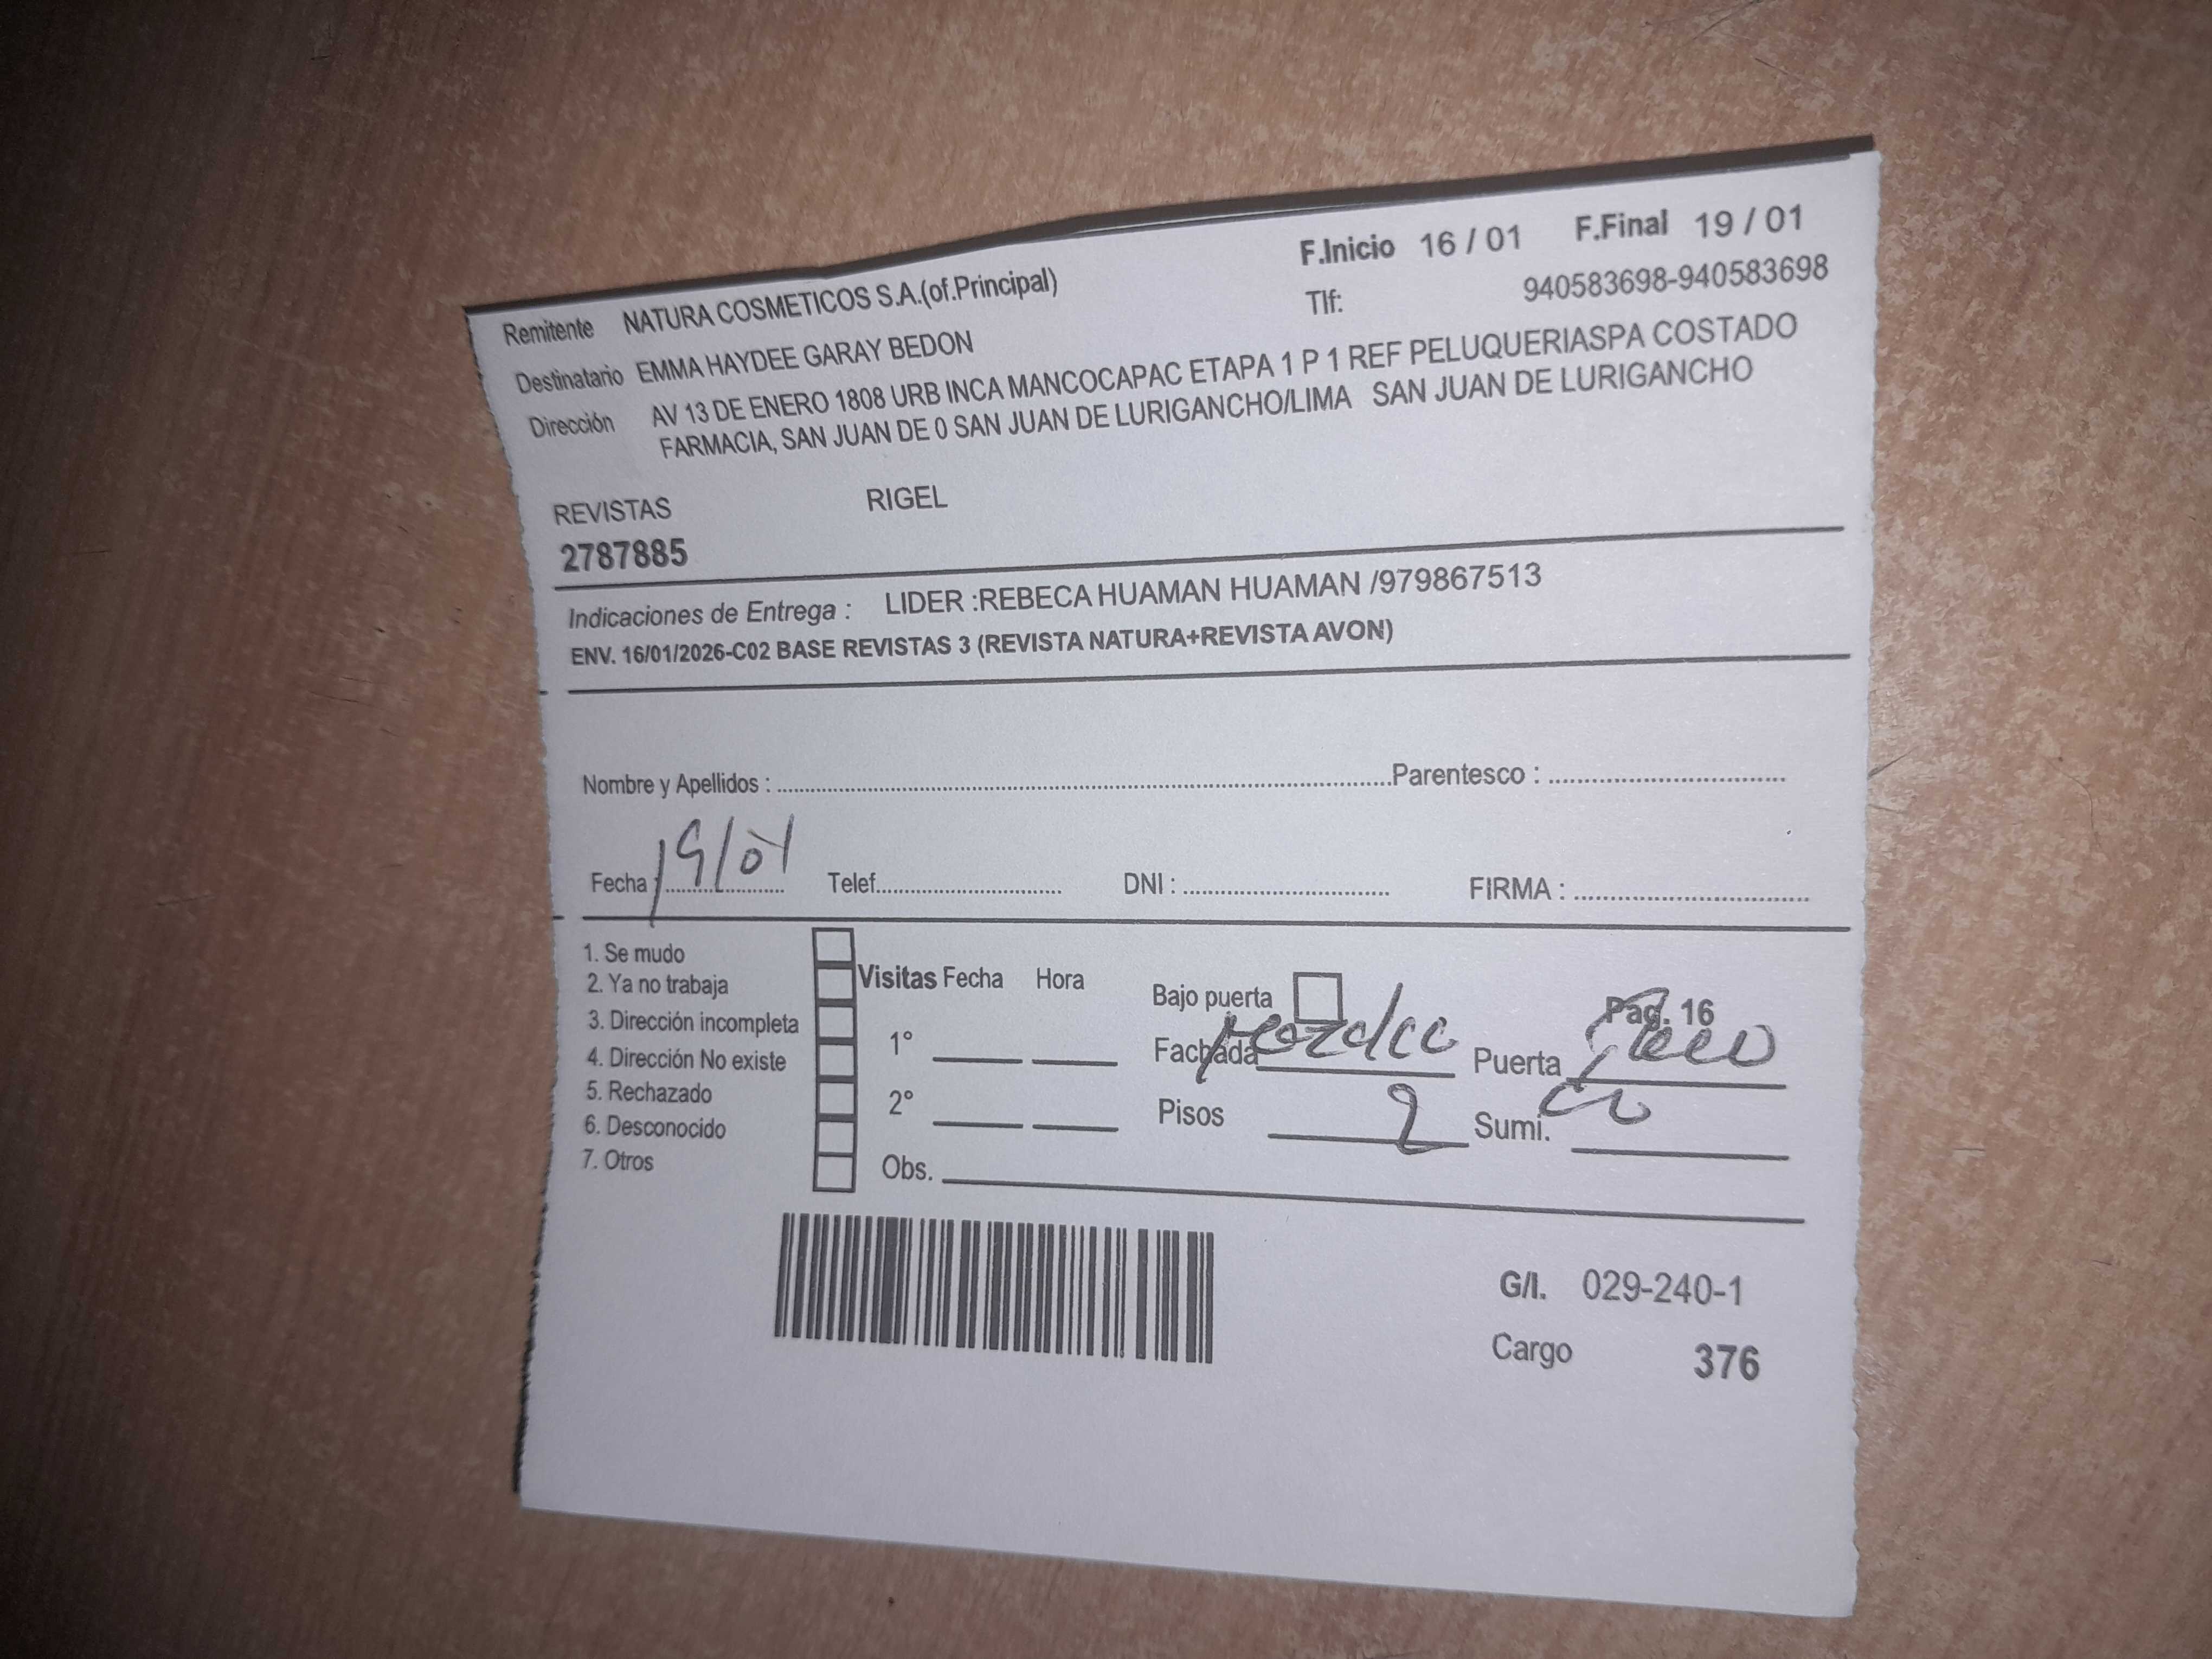 F.Inicio 16 / 01 F.Final 19 / 01
Remitente NATURA COSMETICOS S.A.(of.Principal) Tlf: 940583698-940583698
Destinatario EMMA HAYDEE GARAY BEDON
Dirección AV 13 DE ENERO 1808 URB INCA MANCOCAPAC ETAPA 1 P 1 REF PELUQUERIASPA COSTADO
FARMACIA, SAN JUAN DE 0 SAN JUAN DE LURIGANCHO/LIMA SAN JUAN DE LURIGANCHO
REVISTAS RIGEL
2787885
Indicaciones de Entrega : LIDER :REBECA HUAMAN HUAMAN /979867513
ENV. 16/01/2026-C02 BASE REVISTAS 3 (REVISTA NATURA+REVISTA AVON)
Nombre y Apellidos : Parentesco :
Fecha : 19/01 Telef. DNI : FIRMA :
1. Se mudo
2. Ya no trabaja
3. Dirección incompleta
4. Dirección No existe
5. Rechazado
6. Desconocido
7. Otros
Visitas Fecha Hora
1°
2°
Obs.
Bajo puerta Pag. 16
Fachada Puerta
Pisos 2 Sumi.
G/I. 029-240-1
Cargo 376